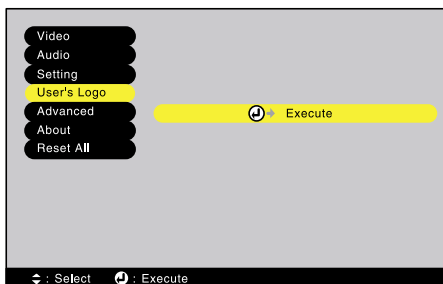 Video
Audio
Setting
User's Logo
Advanced
Execute
About
Reset All
: Select : Execute